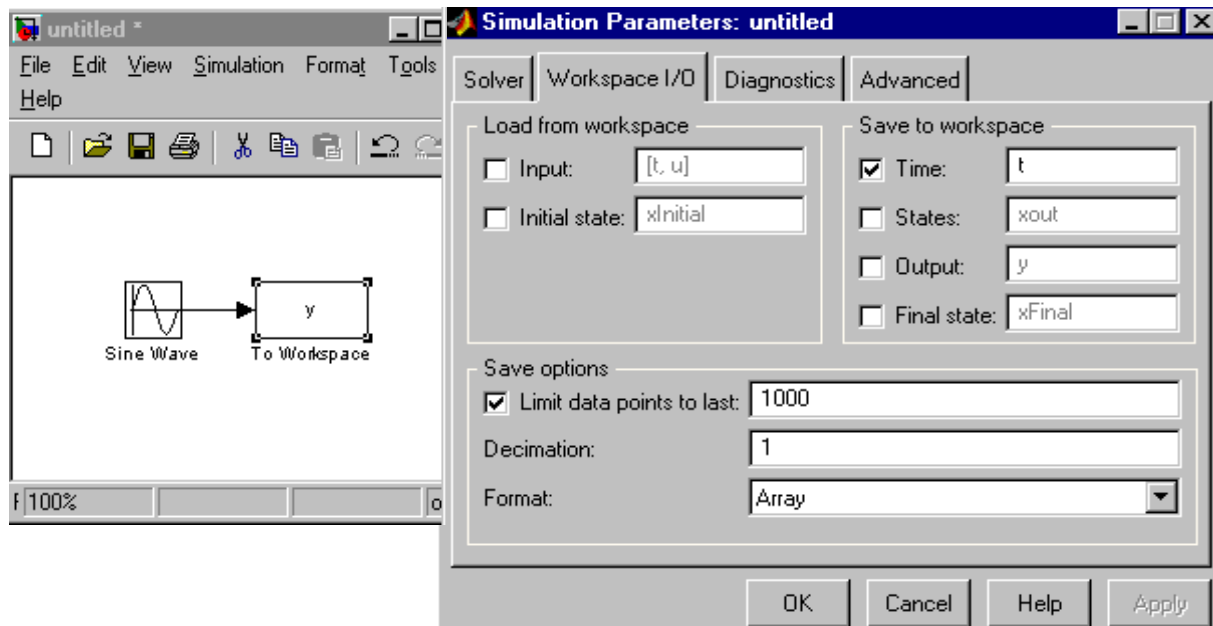 untitled *
File Edit View Simulation Format Tools
Help
y
Sine Wave To Workspace
100%
Simulation Parameters: untitled
Solver Workspace I/O Diagnostics Advanced
Load from workspace
Input: [t, u]
Initial state: xInitial
Save to workspace
Time: t
States: xout
Output: y
Final state: xFinal
Save options
Limit data points to last: 1000
Decimation: 1
Format: Array
OK Cancel Help Apply